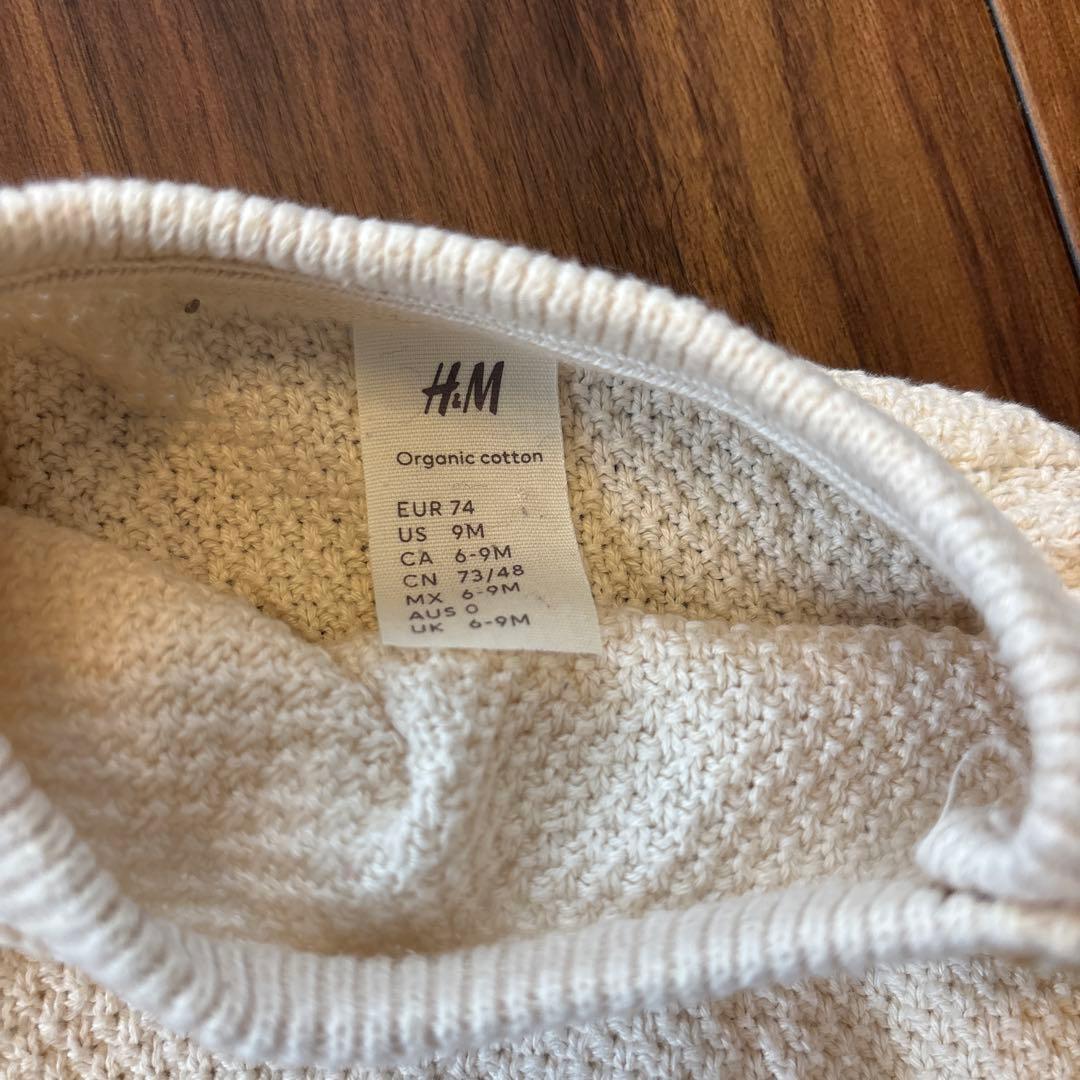 H&M
Organic cotton
EUR 74
US 9M
CA 6-9M
CN 73/48
MX 6-9M
AUS 0
UK 6-9M